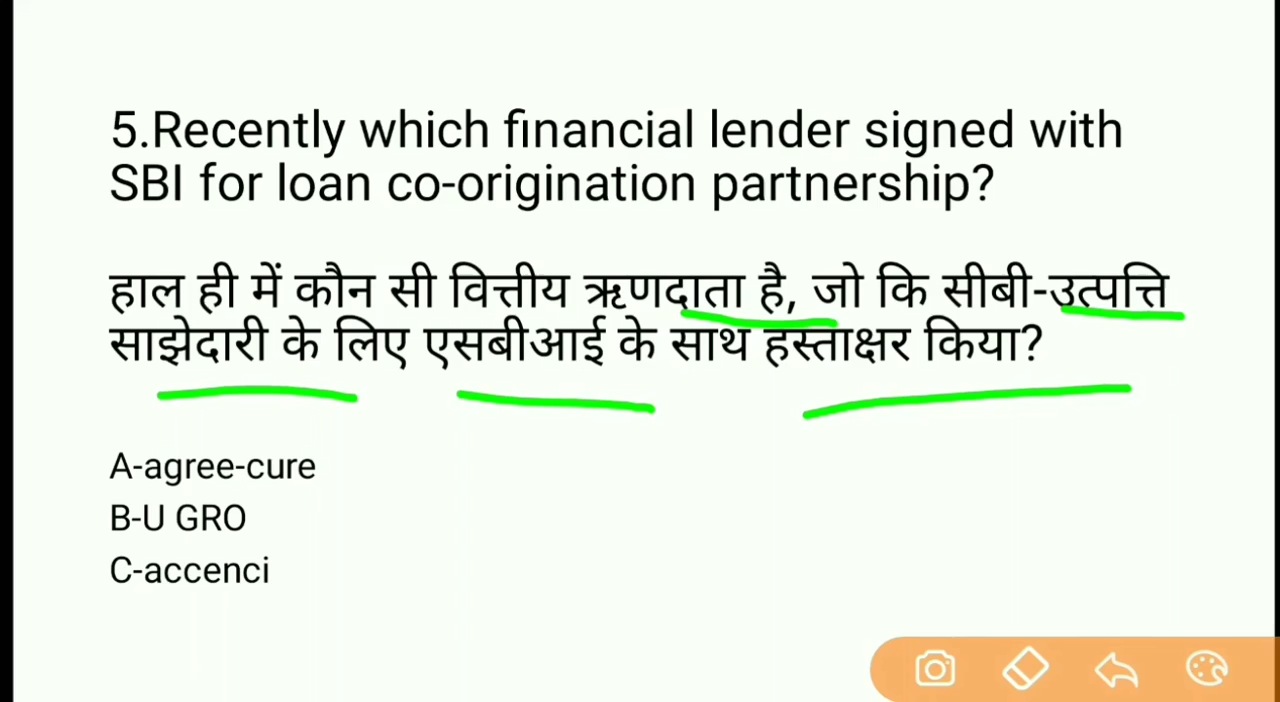 5.Recently which financial lender signed with
SBI for loan co-origination partnership?
हाल ही में कौन सी वित्तीय ऋणदाता है, जो कि सीबी-उत्पत्ति
साझेदारी के लिए एसबीआई के साथ हस्ताक्षर किया?
A-agree-cure
B-U GRO
C-accenci